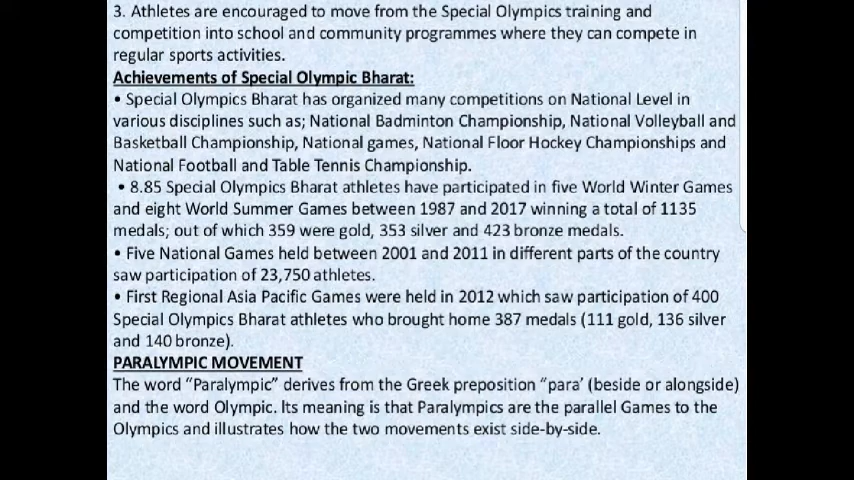 3. Athletes are encouraged to move from the Special Olympics training and
competition into school and community programmes where they can compete in
regular sports activities.
Achievements of Special Olympic Bharat:
• Special Olympics Bharat has organized many competitions on National Level in
various disciplines such as; National Badminton Championship, National Volleyball and
Basketball Championship, National games, National Floor Hockey Championships and
National Football and Table Tennis Championship.
• 8.85 Special Olympics Bharat athletes have participated in five World Winter Games
and eight World Summer Games between 1987 and 2017 winning a total of 1135
medals; out of which 359 were gold, 353 silver and 423 bronze medals.
• Five National Games held between 2001 and 2011 in different parts of the country
saw participation of 23,750 athletes.
• First Regional Asia Pacific Games were held in 2012 which saw participation of 400
Special Olympics Bharat athletes who brought home 387 medals (111 gold, 136 silver
and 140 bronze).
PARALYMPIC MOVEMENT
The word “Paralympic” derives from the Greek preposition “para’ (beside or alongside)
and the word Olympic. Its meaning is that Paralympics are the parallel Games to the
Olympics and illustrates how the two movements exist side-by-side.